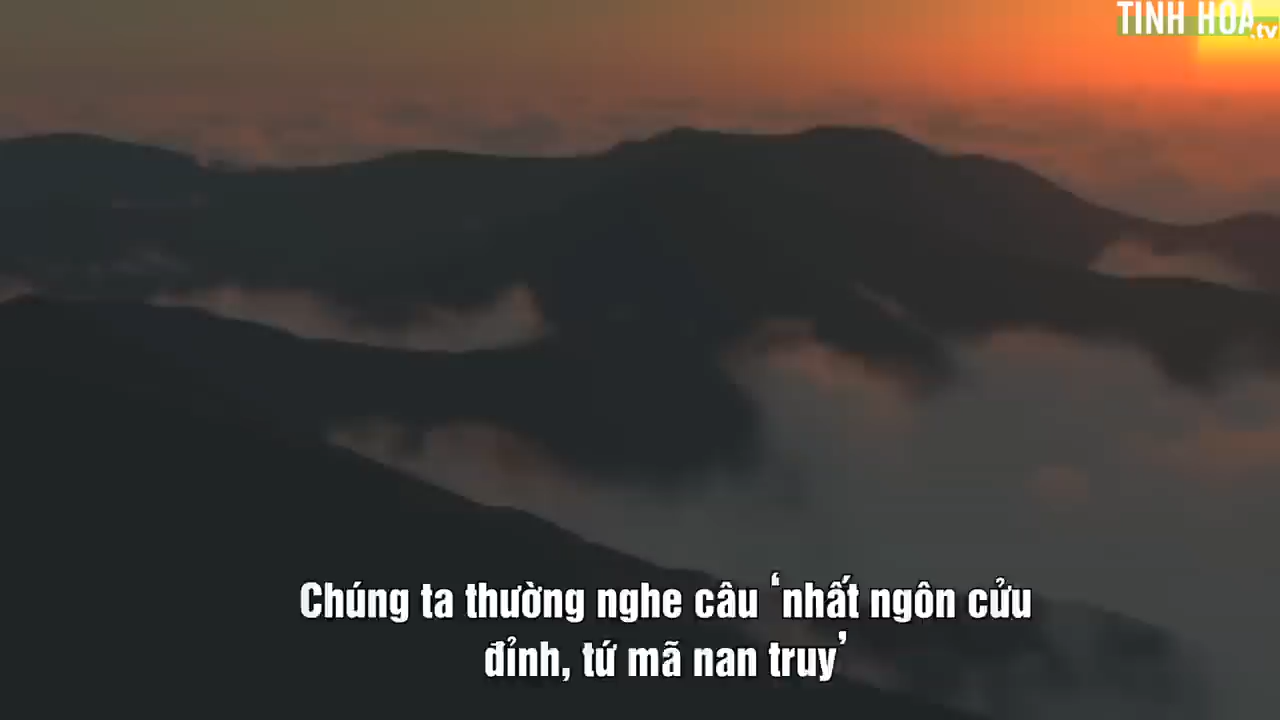 TINH HOA.tv
Chúng ta thường nghe câu ‘nhất ngôn cửu
đỉnh, tứ mã nan truy’